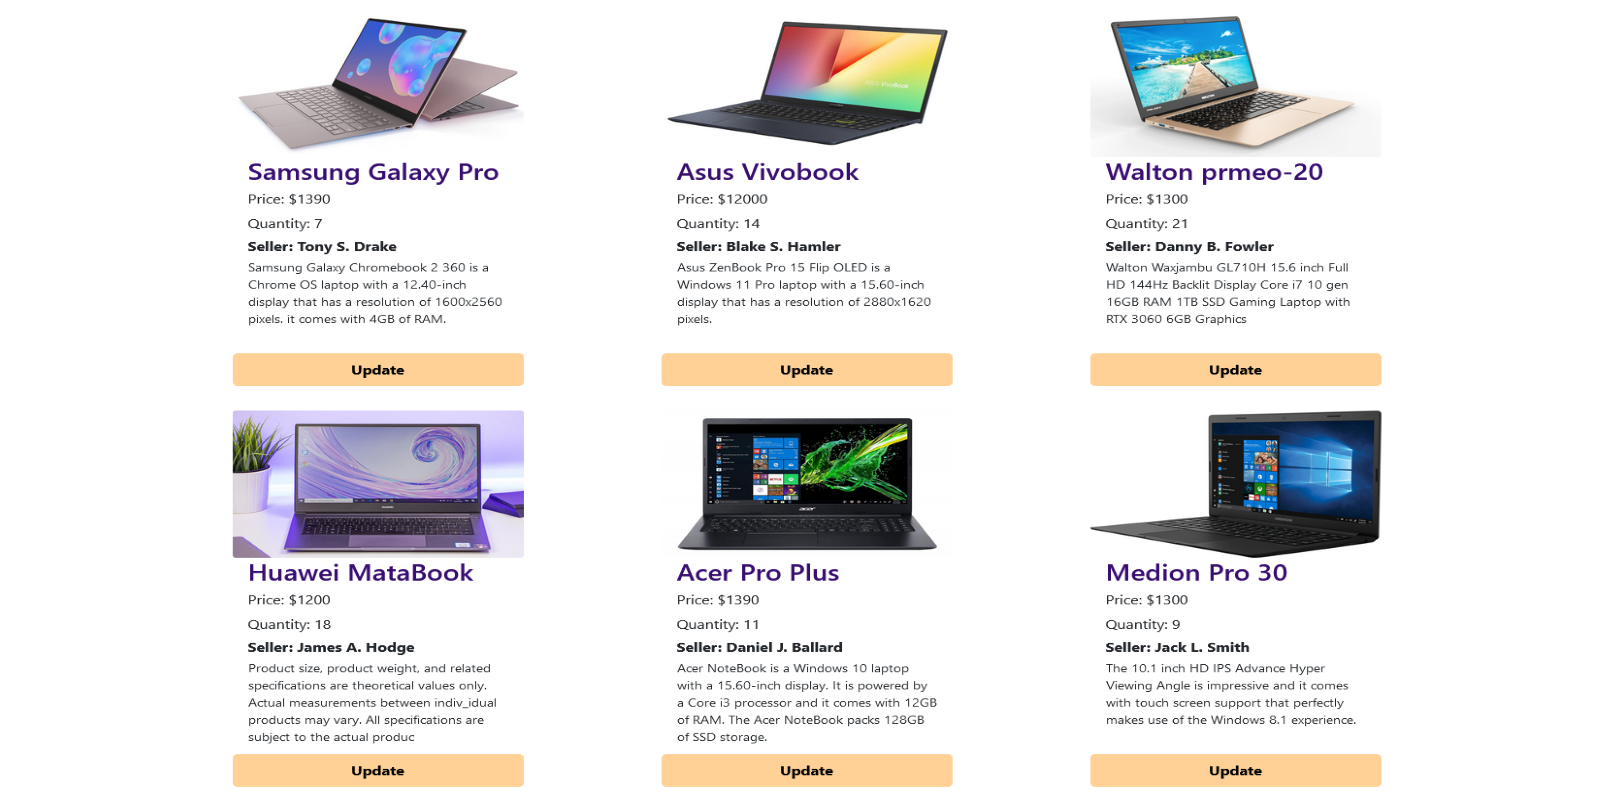 Samsung Galaxy Pro
Price: $1390
Quantity: 7
Seller: Tony S. Drake
Samsung Galaxy Chromebook 2 360 is a
Chrome OS laptop with a 12.40-inch
display that has a resolution of 1600x2560
pixels. it comes with 4GB of RAM.
Update
Asus Vivobook
Price: $12000
Quantity: 14
Seller: Blake S. Hamler
Asus ZenBook Pro 15 Flip OLED is a
Windows 11 Pro laptop with a 15.60-inch
display that has a resolution of 2880x1620
pixels.
Update
Walton prmeo-20
Price: $1300
Quantity: 21
Seller: Danny B. Fowler
Walton Waxjambu GL710H 15.6 inch Full
HD 144Hz Backlit Display Core i7 10 gen
16GB RAM 1TB SSD Gaming Laptop with
RTX 3060 6GB Graphics
Update
Huawei MataBook
Price: $1200
Quantity: 18
Seller: James A. Hodge
Product size, product weight, and related
specifications are theoretical values only.
Actual measurements between indiv_idual
products may vary. All specifications are
subject to the actual produc
Update
acer
Acer Pro Plus
Price: $1390
Quantity: 11
Seller: Daniel J. Ballard
Acer NoteBook is a Windows 10 laptop
with a 15.60-inch display. It is powered by
a Core i3 processor and it comes with 12GB
of RAM. The Acer NoteBook packs 128GB
of SSD storage.
Update
Medion Pro 30
Price: $1300
Quantity: 9
Seller: Jack L. Smith
The 10.1 inch HD IPS Advance Hyper
Viewing Angle is impressive and it comes
with touch screen support that perfectly
makes use of the Windows 8.1 experience.
Update